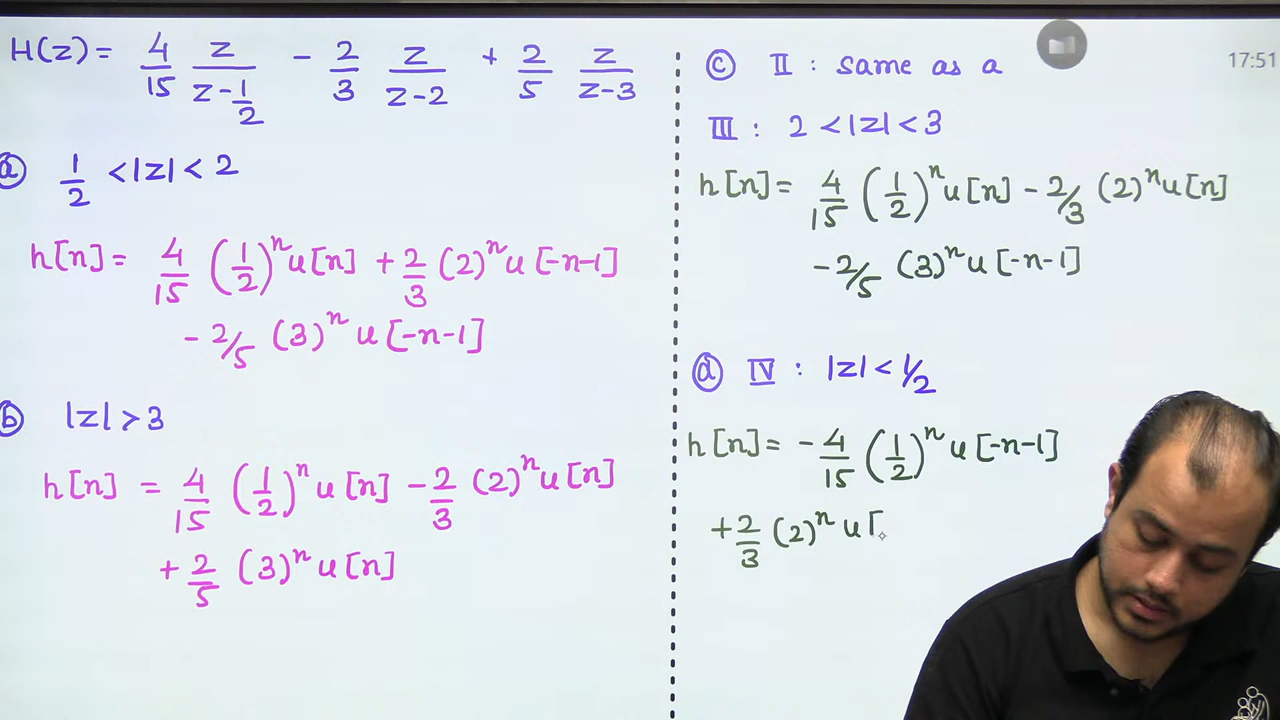 H(z) = 4/15 z/(z-1/2) - 2/3 z/(z-2) + 2/5 z/(z-3)
ⓐ 1/2 < |z| < 2
h[n] = 4/15 (1/2)^n u[n] + 2/3 (2)^n u[-n-1]
- 2/5 (3)^n u[-n-1]
ⓑ |z| > 3
h[n] = 4/15 (1/2)^n u[n] - 2/3 (2)^n u[n]
+ 2/5 (3)^n u[n]
ⓒ II : same as a
III : 2 < |z| < 3
h[n] = 4/15 (1/2)^n u[n] - 2/3 (2)^n u[n]
- 2/5 (3)^n u[-n-1]
ⓓ IV : |z| < 1/2
h[n] = - 4/15 (1/2)^n u[-n-1]
+ 2/3 (2)^n u[
17:51